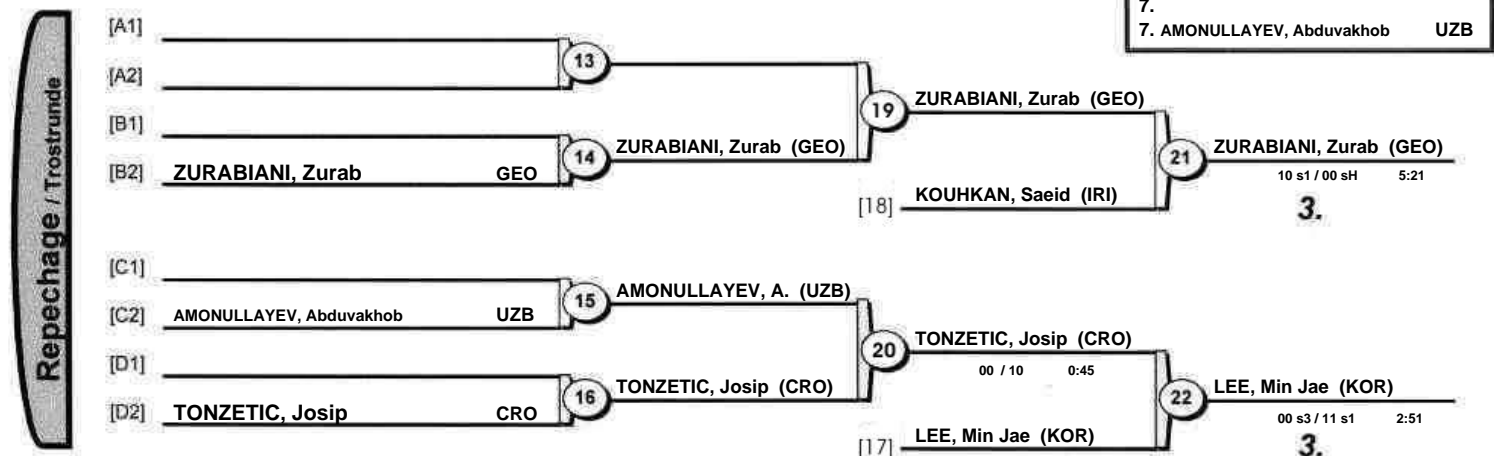 7.
7. AMONULLAYEV, Abduvakhob UZB
Repechage / Trostrunde
[A1]
[A2]
13
[B1]
[B2] ZURABIANI, Zurab GEO
14
ZURABIANI, Zurab (GEO)
19
ZURABIANI, Zurab (GEO)
[18] KOUHKAN, Saeid (IRI)
21
ZURABIANI, Zurab (GEO)
10 s1 / 00 sH 5:21
3.
[C1]
[C2] AMONULLAYEV, Abduvakhob UZB
15
AMONULLAYEV, A. (UZB)
[D1]
[D2] TONZETIC, Josip CRO
16
TONZETIC, Josip (CRO)
20
TONZETIC, Josip (CRO)
00 / 10 0:45
[17] LEE, Min Jae (KOR)
22
LEE, Min Jae (KOR)
00 s3 / 11 s1 2:51
3.